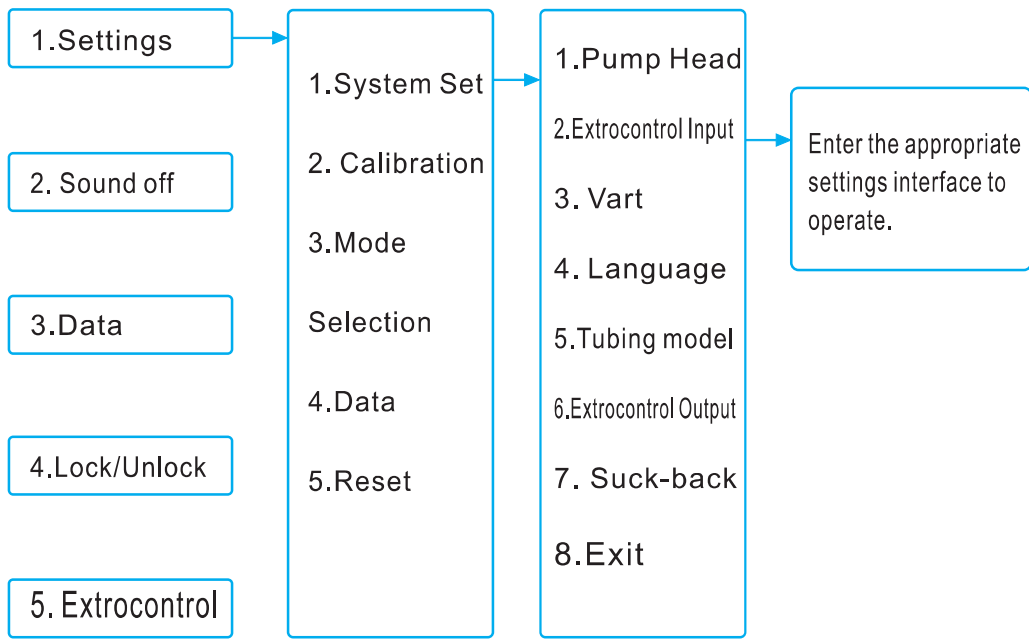 1.Settings
2. Sound off
3.Data
4.Lock/Unlock
5. Extrocontrol
1.System Set
2. Calibration
3.Mode
Selection
4.Data
5.Reset
1.Pump Head
2.Extrocontrol Input
3. Vart
4. Language
5.Tubing model
6.Extrocontrol Output
7. Suck-back
8.Exit
Enter the appropriate
settings interface to
operate.